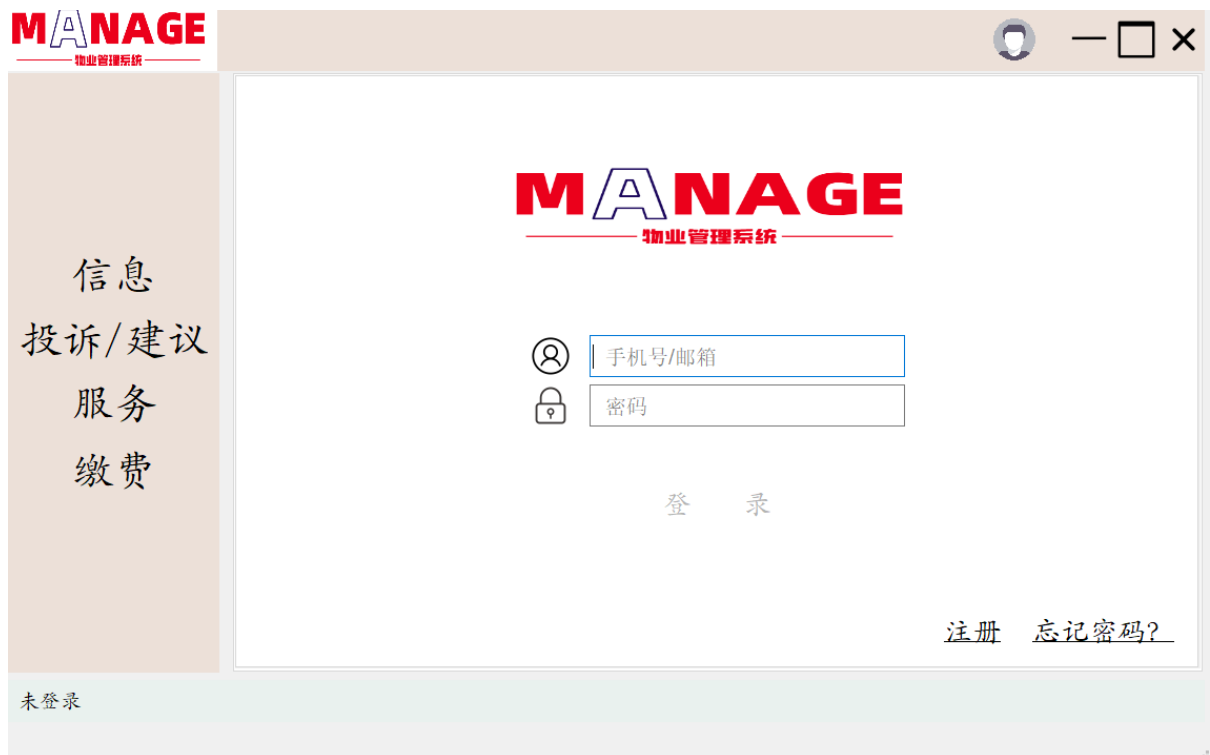 MANAGE
物业管理系统
信息
投诉/建议
服务
缴费
MANAGE
物业管理系统
手机号/邮箱
密码
登 录
注册 忘记密码?
未登录